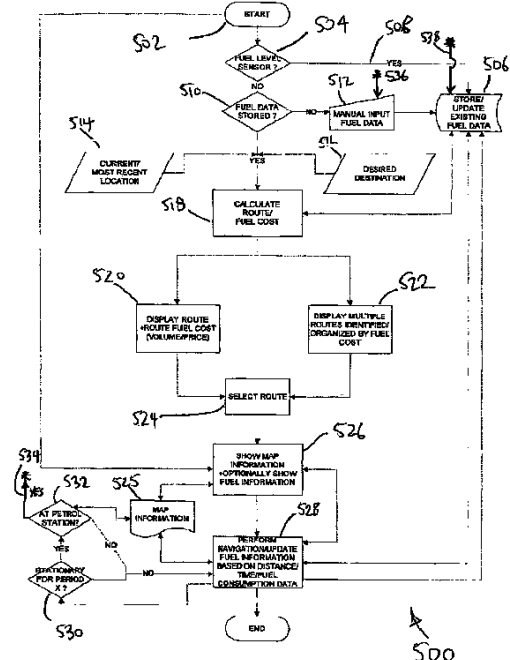 START
502
504
508
538
506
FUEL LEVEL
SENSOR ?
YES
NO
510
FUEL DATA
STORED ?
NO
512
536
MANUAL INPUT
FUEL DATA
STORE/
UPDATE
EXISTING
FUEL DATA
514
CURRENT/
MOST RECENT
LOCATION
YES
DESIRED
DESTINATION
518
CALCULATE
ROUTE/
FUEL COST
520
522
DISPLAY ROUTE
+ROUTE FUEL COST
(VOLUME/PRICE)
DISPLAY MULTIPLE
ROUTES IDENTIFIED/
ORGANIZED BY FUEL
COST
SELECT ROUTE
524
526
SHOW MAP
INFORMATION
+OPTIONALLY SHOW
FUEL INFORMATION
534
YES
532
525
528
AT PETROL
STATION?
MAP
INFORMATION
PERFORM
NAVIGATION/UPDATE
FUEL INFORMATION
BASED ON DISTANCE/
TIME/FUEL
CONSUMPTION DATA
YES
NO
STATIONARY
FOR PERIOD
X ?
NO
530
END
500